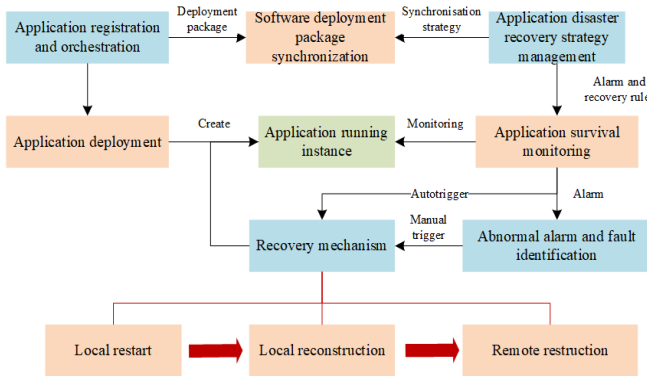 Application registration
and orchestration
Deployment
package
Software deployment
package
synchronization
Synchronisation
strategy
Application disaster
recovery strategy
management
Alarm and
recovery rule
Application deployment
Create
Application running
instance
Monitoring
Application survival
monitoring
Autotrigger
Alarm
Recovery mechanism
Manual
trigger
Abnormal alarm and fault
identification
Local restart
Local reconstruction
Remote restruction